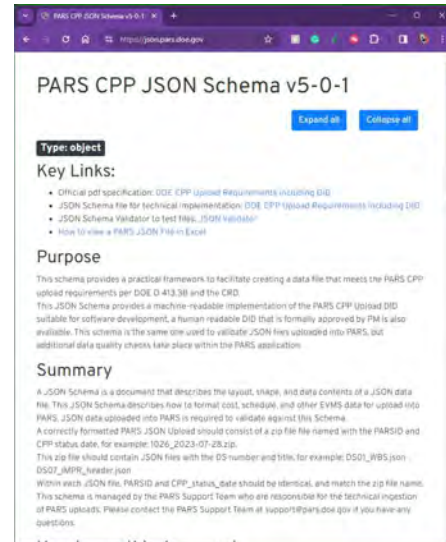 PARS CPP JSON Schema v5-0-1
https://json.pars.doe.gov
PARS CPP JSON Schema v5-0-1
Expand all
Collapse all
Type: object
Key Links:
Official pdf specification: DOE CPP Upload Requirements including DID
JSON Schema file for technical implementation: DOE CPP Upload Requirements including DID
JSON Schema Validator to test files: JSON Validator
How to view a PARS JSON File in Excel
Purpose
This schema provides a practical framework to facilitate creating a data file that meets the PARS CPP
upload requirements per DOE O 413.3B and the CRD.
This JSON Schema provides a machine-readable implementation of the PARS CPP Upload DID
suitable for software development, a human readable DID that is formally approved by PM is also
available. This schema is the same one used to validate JSON files uploaded into PARS, but
additional data quality checks take place within the PARS application.
Summary
A JSON Schema is a document that describes the layout, shape, and data contents of a JSON data
file. This JSON Schema describes how to format cost, schedule, and other EVMS data for upload into
PARS. JSON data uploaded into PARS is required to validate against this Schema.
A correctly formatted PARS JSON Upload should consist of a zip file named with the PARSID and
CPP status date, for example: 1026_2023-07-28.zip.
This zip file should contain JSON files with the DS number and title, for example: DS01_WBS.json
DS07_IMPR_header.json
Within each JSON file, PARSID and CPP_status_date should be identical, and match the zip file name.
This schema is managed by the PARS Support Team who are responsible for the technical ingestion
of PARS uploads. Please contact the PARS Support Team at support@pars.doe.gov if you have any
questions.